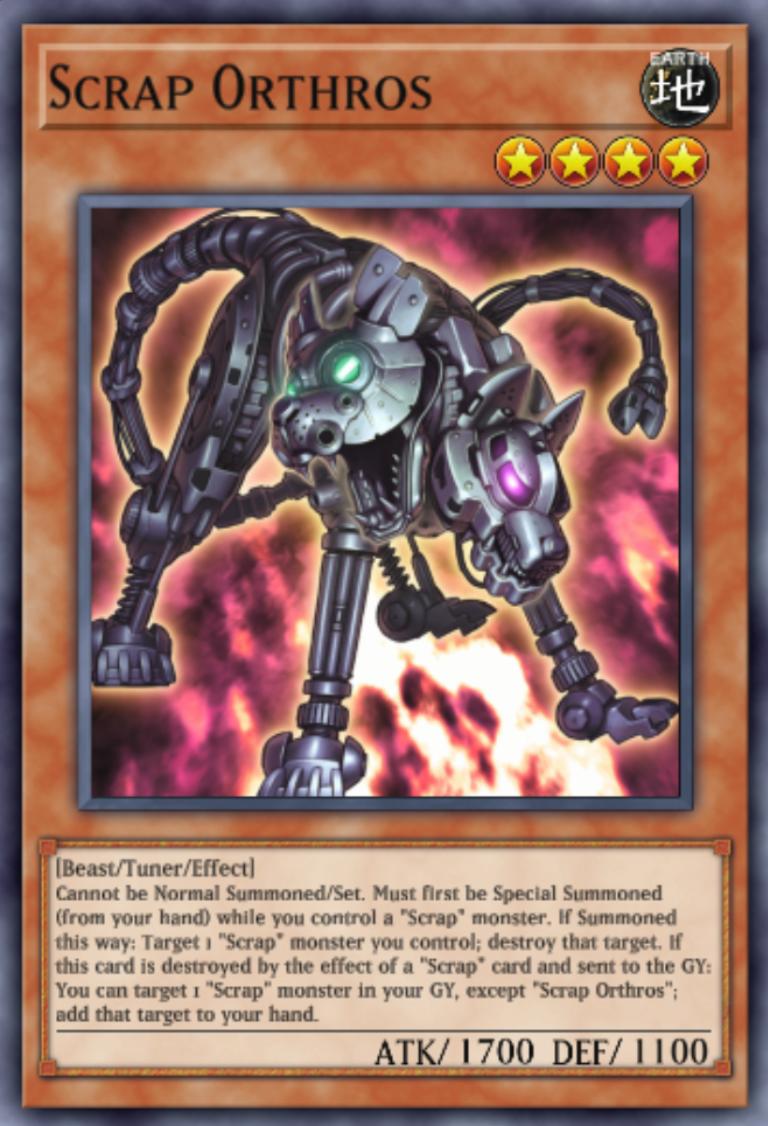 Scrap Orthros
EARTH
地
[Beast/Tuner/Effect]
Cannot be Normal Summoned/Set. Must first be Special Summoned
(from your hand) while you control a "Scrap" monster. If Summoned
this way: Target 1 "Scrap" monster you control; destroy that target. If
this card is destroyed by the effect of a "Scrap" card and sent to the GY:
You can target 1 "Scrap" monster in your GY, except "Scrap Orthros";
add that target to your hand.
ATK/ 1700 DEF/ 1100